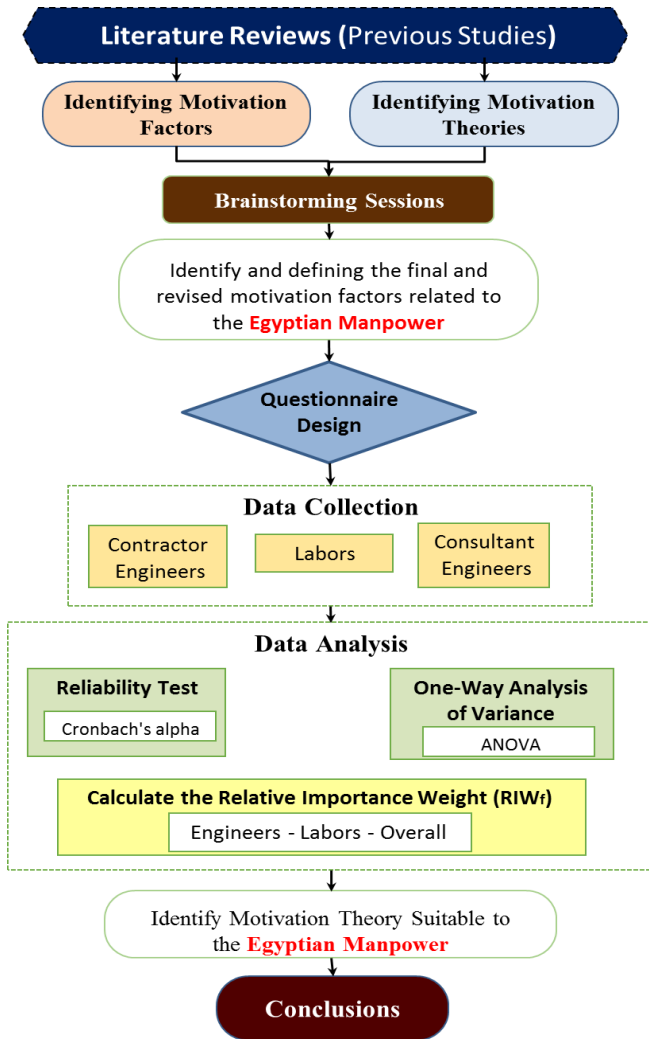 Literature Reviews (Previous Studies)
Identifying Motivation
Factors
Identifying Motivation
Theories
Brainstorming Sessions
Identify and defining the final and
revised motivation factors related to
the Egyptian Manpower
Questionnaire
Design
Data Collection
Contractor
Engineers
Labors
Consultant
Engineers
Data Analysis
Reliability Test
Cronbach's alpha
One-Way Analysis
of Variance
ANOVA
Calculate the Relative Importance Weight (RIWf)
Engineers - Labors - Overall
Identify Motivation Theory Suitable to
the Egyptian Manpower
Conclusions